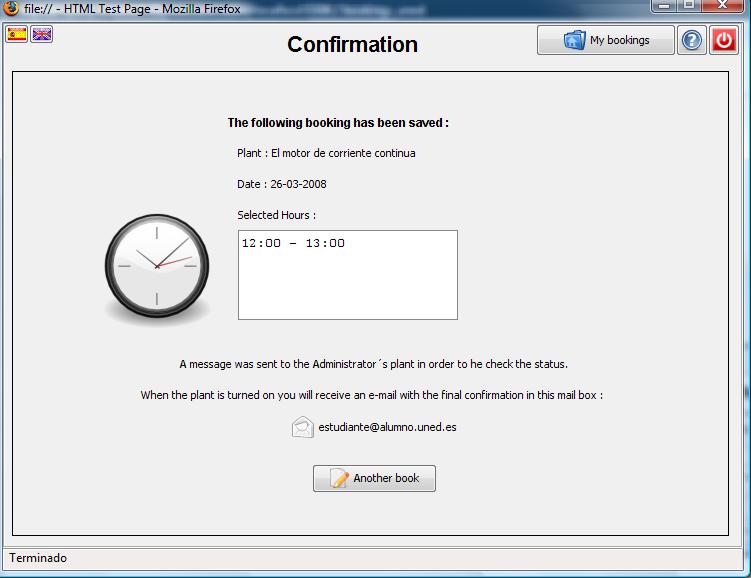 file:// - HTML Test Page - Mozilla Firefox
Confirmation
My bookings
?
The following booking has been saved :
Plant : El motor de corriente continua
Date : 26-03-2008
Selected Hours :
12:00 - 13:00
A message was sent to the Administrator´s plant in order to he check the status.
When the plant is turned on you will receive an e-mail with the final confirmation in this mail box :
estudiante@alumno.uned.es
Another book
Terminado